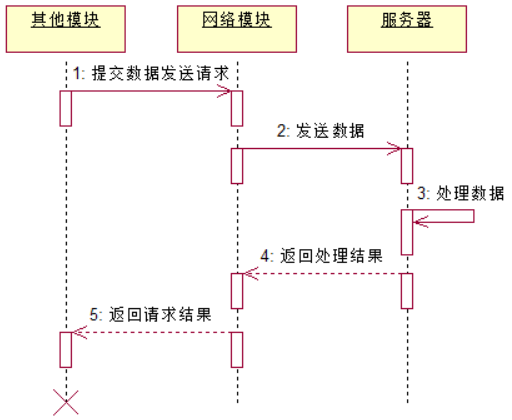 其他模块
网络模块
服务器
1: 提交数据发送请求
2: 发送数据
3: 处理数据
4: 返回处理结果
5: 返回请求结果